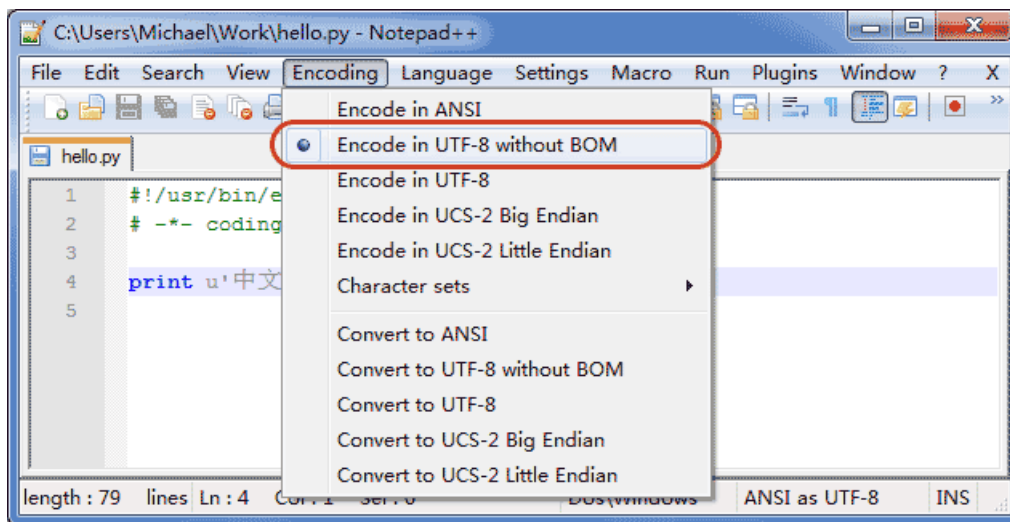 C:\Users\Michael\Work\hello.py - Notepad++
File Edit Search View Encoding Language Settings Macro Run Plugins Window ? X
hello.py
Encode in ANSI
Encode in UTF-8 without BOM
Encode in UTF-8
Encode in UCS-2 Big Endian
Encode in UCS-2 Little Endian
Character sets
Convert to ANSI
Convert to UTF-8 without BOM
Convert to UTF-8
Convert to UCS-2 Big Endian
Convert to UCS-2 Little Endian
1 #!/usr/bin/e
2 # -*- coding
3
4 print u'中文
5
length : 79 lines Ln : 4 ANSI as UTF-8 INS